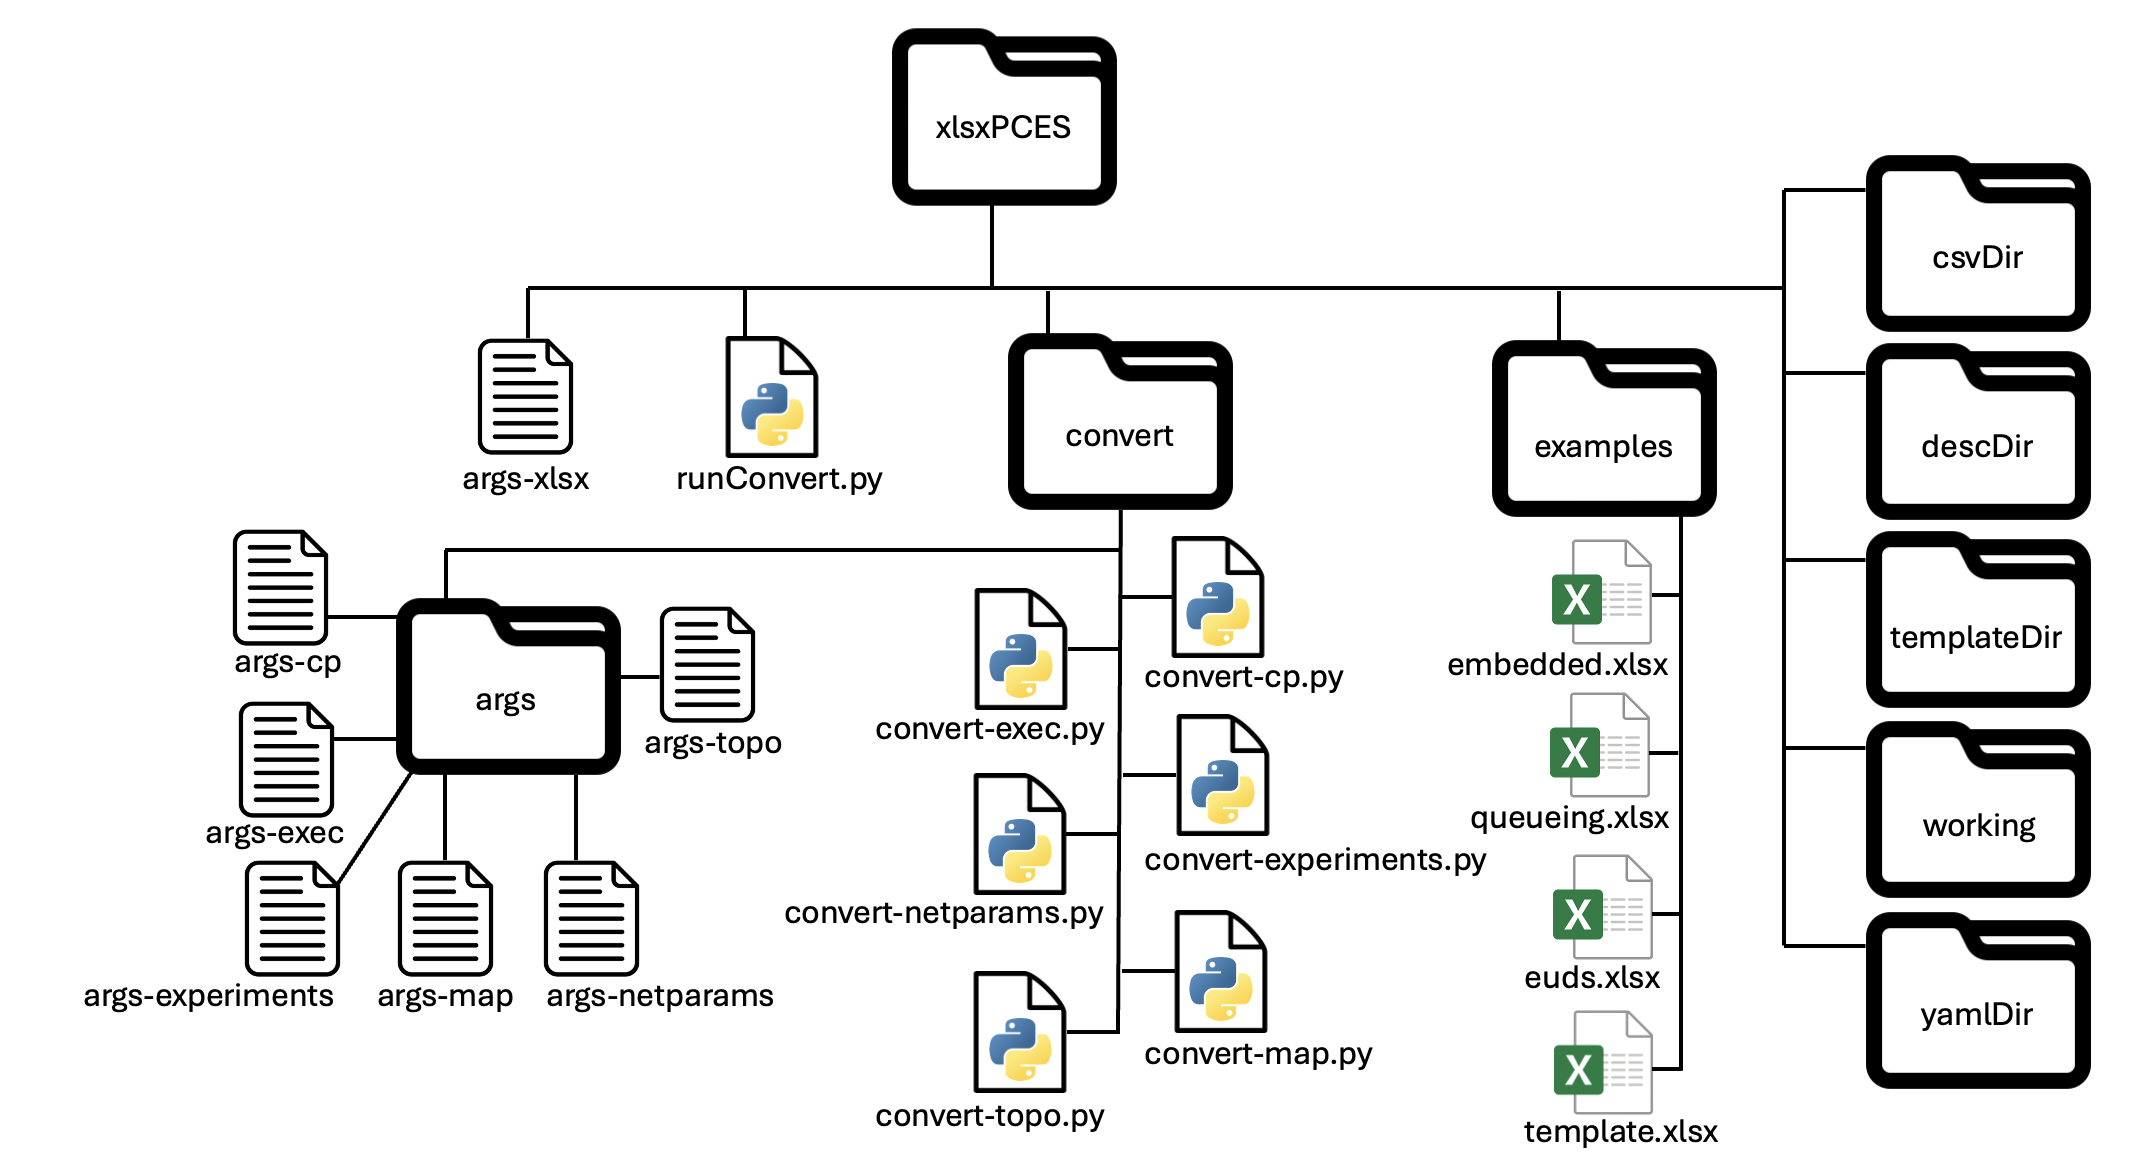 xlsxPCES
csvDir
args-xlsx
runConvert.py
convert
examples
descDir
args-cp
args
args-topo
convert-exec.py
convert-cp.py
embedded.xlsx
templateDir
args-exec
convert-experiments.py
queueing.xlsx
working
args-experiments
args-map
args-netparams
convert-netparams.py
convert-map.py
euds.xlsx
yamlDir
convert-topo.py
template.xlsx
X
X
X
X